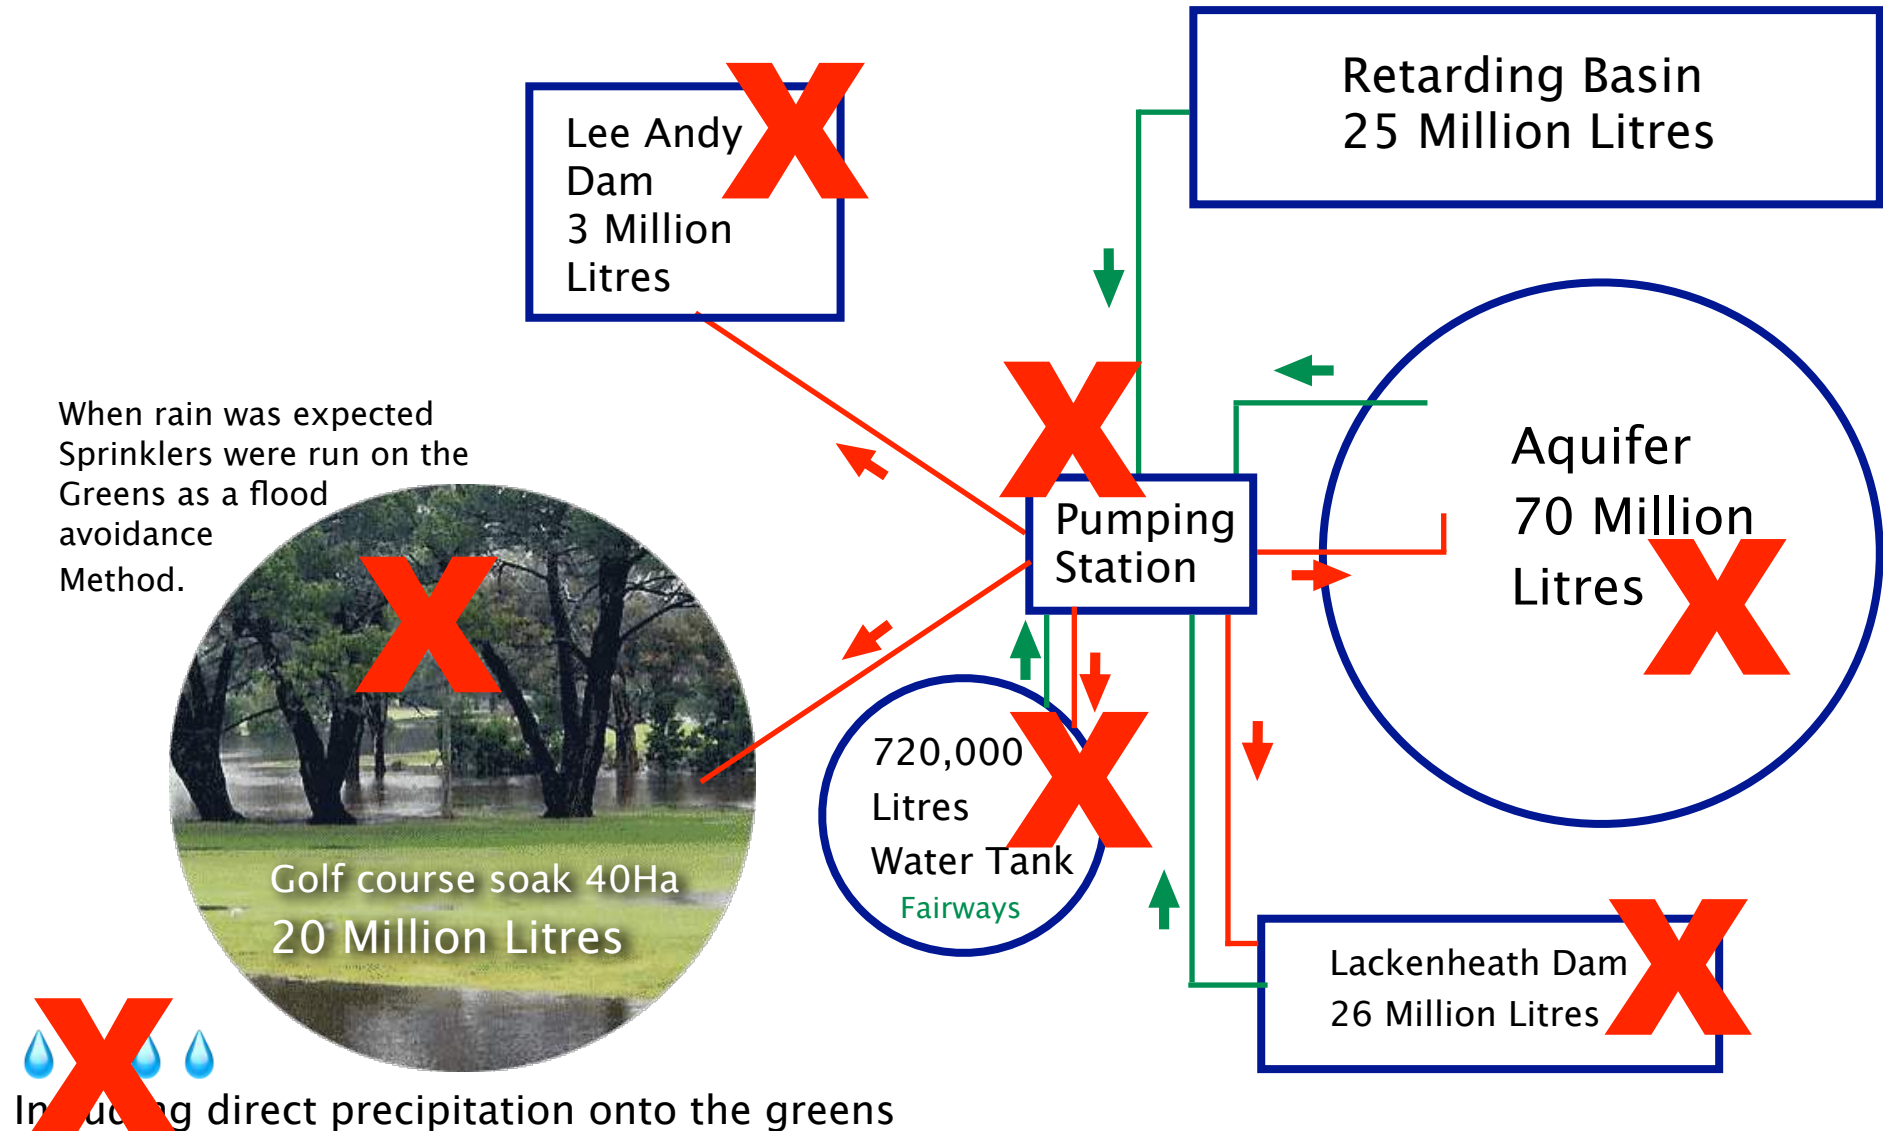 Retarding Basin
25 Million Litres
Lee Andy
Dam
3 Million
Litres
When rain was expected
Sprinklers were run on the
Greens as a flood
avoidance
Method.
Aquifer
70 Million
Litres
Pumping
Station
720,000
Litres
Water Tank
Fairways
Golf course soak 40Ha
20 Million Litres
Lackenheath Dam
26 Million Litres
Including direct precipitation onto the greens